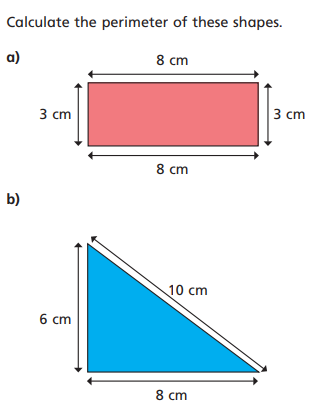 Calculate the perimeter of these shapes.
a)
8 cm
3 cm
3 cm
8 cm
b)
10 cm
6 cm
8 cm